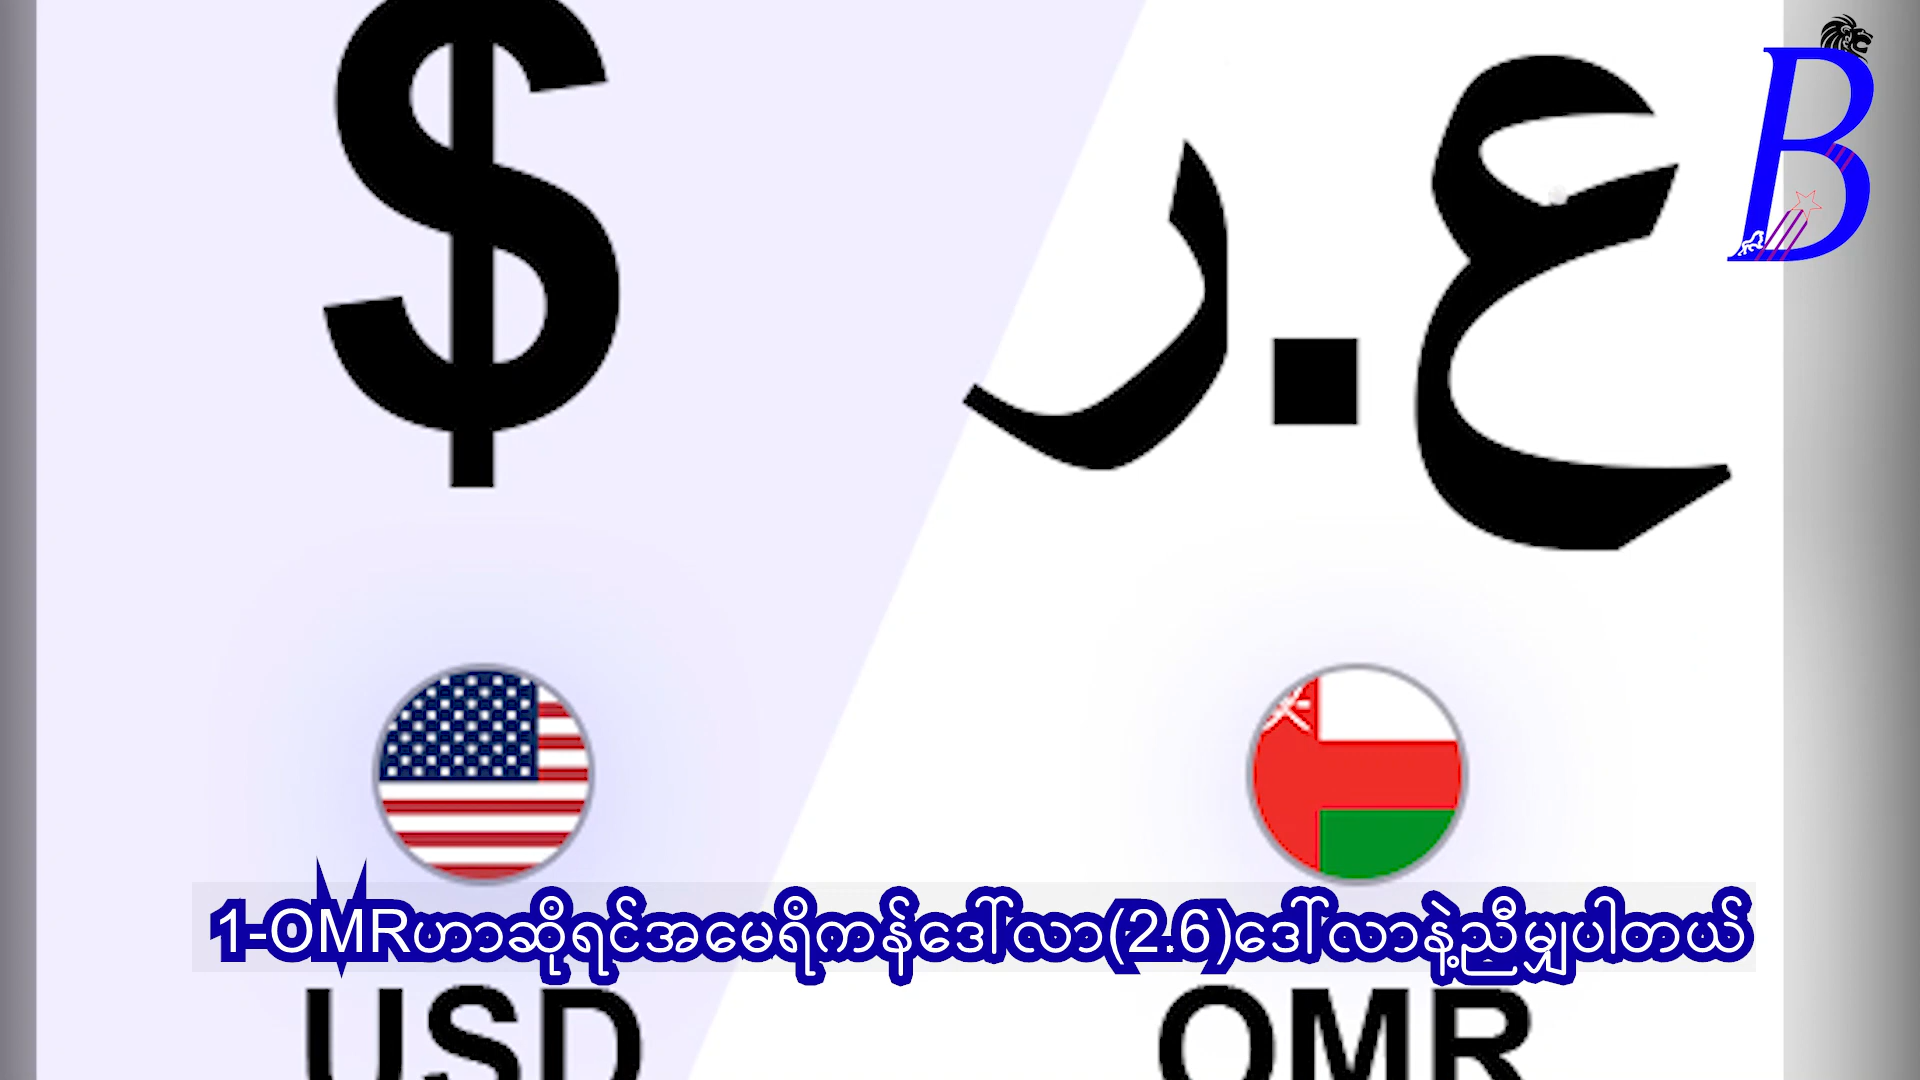 $ ر.ع
B
1-OMRဟာဆိုရင်အမေရိကန်ဒေါ်လာ(2.6)ဒေါ်လာနဲ့ညီမျှပါတယ်
USD OMR